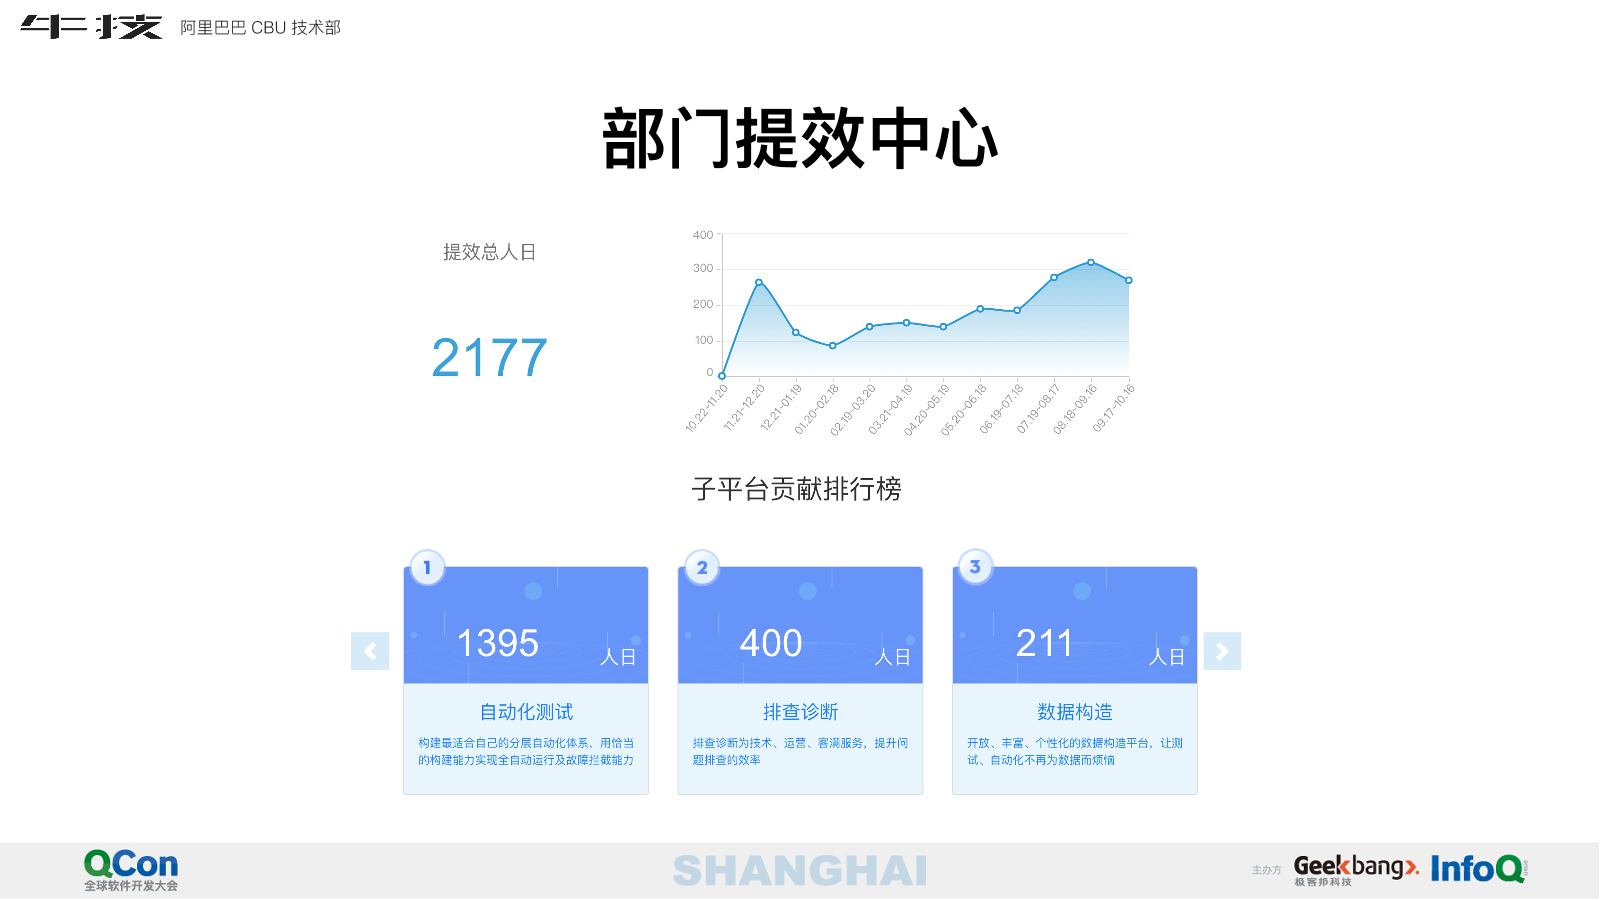 牛技 阿里巴巴 CBU 技术部
部门提效中心
提效总人日
2177
400
300
200
100
0
10.22~11.20
11.21~12.20
12.21~01.19
01.20~02.18
02.19~03.20
03.21~04.19
04.20~05.19
05.20~06.18
06.19~07.18
07.19~08.17
08.18~09.16
09.17~10.16
子平台贡献排行榜
1
1395 人日
自动化测试
构建最适合自己的分层自动化体系，用恰当
的构建能力实现全自动运行及故障拦截能力
2
400 人日
排查诊断
排查诊断为技术、运营、客满服务，提升问
题排查的效率
3
211 人日
数据构造
开放、丰富、个性化的数据构造平台，让测
试、自动化不再为数据而烦恼
QCon
全球软件开发大会
SHANGHAI
主办方
Geekbang>.
极客邦科技
InfoQ